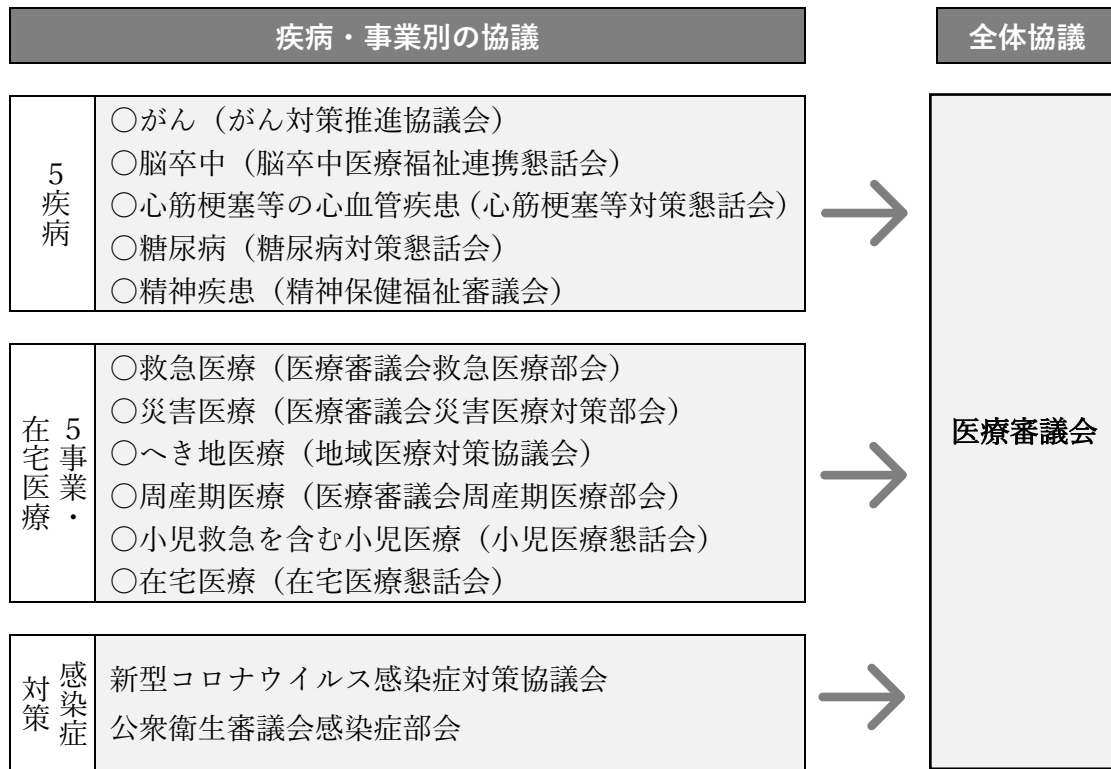 疾病・事業別の協議
全体協議
5疾病
○がん（がん対策推進協議会）
○脳卒中（脳卒中医療福祉連携懇話会）
○心筋梗塞等の心血管疾患（心筋梗塞等対策懇話会）
○糖尿病（糖尿病対策懇話会）
○精神疾患（精神保健福祉審議会）
5事業・
在宅医療
○救急医療（医療審議会救急医療部会）
○災害医療（医療審議会災害医療対策部会）
○へき地医療（地域医療対策協議会）
○周産期医療（医療審議会周産期医療部会）
○小児救急を含む小児医療（小児医療懇話会）
○在宅医療（在宅医療懇話会）
感染症
対策
新型コロナウイルス感染症対策協議会
公衆衛生審議会感染症部会
医療審議会